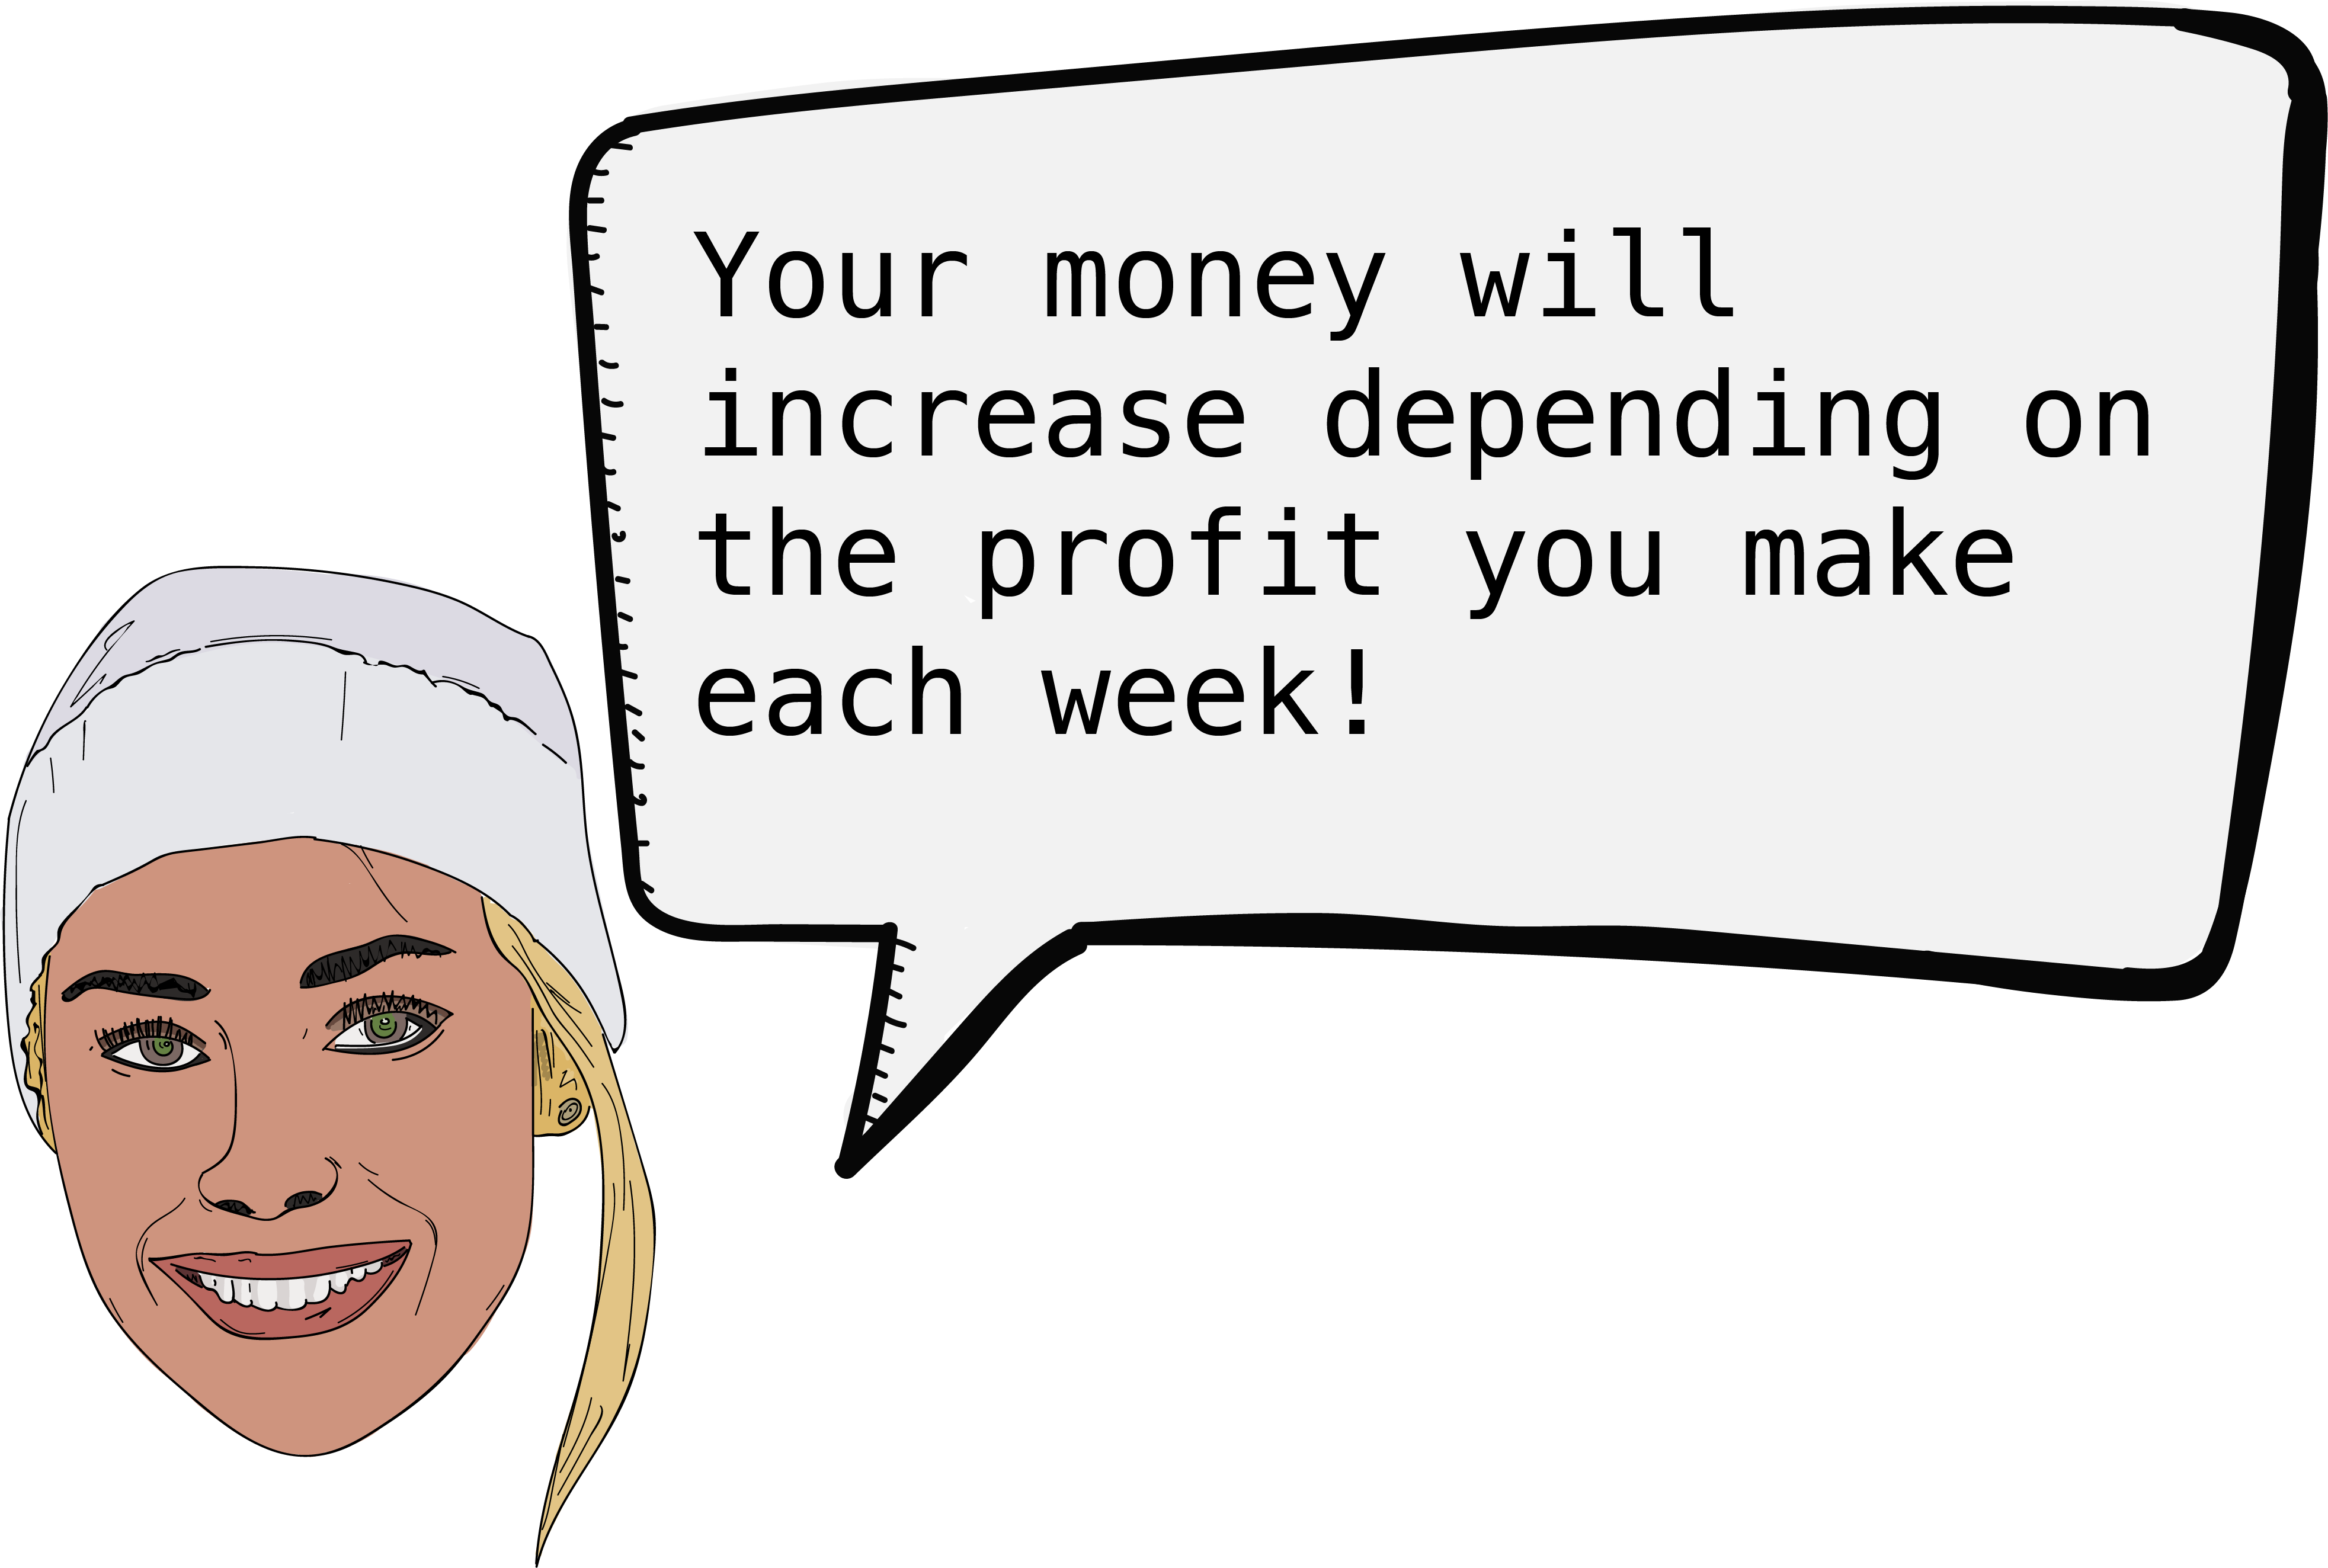 Your money will
increase depending on
the profit you make
each week!